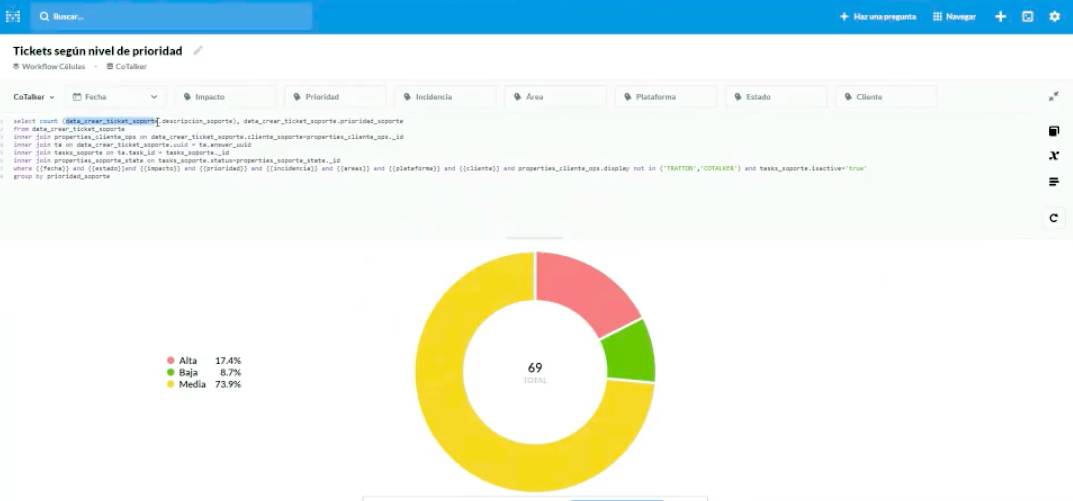 Buscar...
Haz una pregunta
Navegar
Tickets según nivel de prioridad
Workflow Células · CoTalker
CoTalker Fecha Impacto Prioridad Incidencia Área Plataforma Estado Cliente
select count (data_crear_ticket_soporte.descripcion_soporte), data_crear_ticket_soporte.prioridad_soporte
from data_crear_ticket_soporte
inner join properties_cliente_ops on data_crear_ticket_soporte.cliente_soporte=properties_cliente_ops._id
inner join ta on data_crear_ticket_soporte.uuid = ta.answer_uuid
inner join tasks_soporte on ta.task_id = tasks_soporte._id
inner join properties_soporte_state on tasks_soporte.status=properties_soporte_state._id
where {{fecha}} and {{estado}}and {{impacto}} and {{prioridad}} and {{incidencia}} and {{areas}} and {{plataforma}} and {{cliente}} and properties_cliente_ops.display not in ('TRATTON','COTALKER') and tasks_soporte.isactive='true'
group by prioridad_soporte
Alta 17.4%
Baja 8.7%
Media 73.9%
69
TOTAL